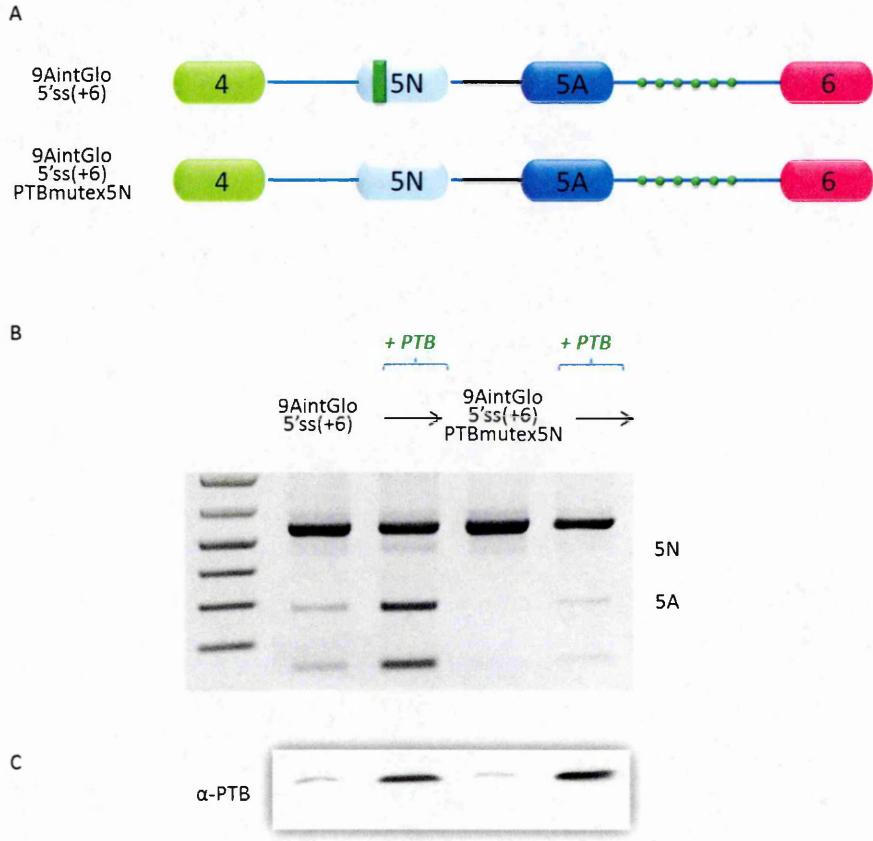 A
9AintGlo
5'ss(+6)
4
5N
5A
6
9AintGlo
5'ss(+6)
PTBmutex5N
4
5N
5A
6
B
+ PTB
+ PTB
9AintGlo
5'ss(+6)
9AintGlo
5'ss(+6)
PTBmutex5N
5N
5A
C
α-PTB